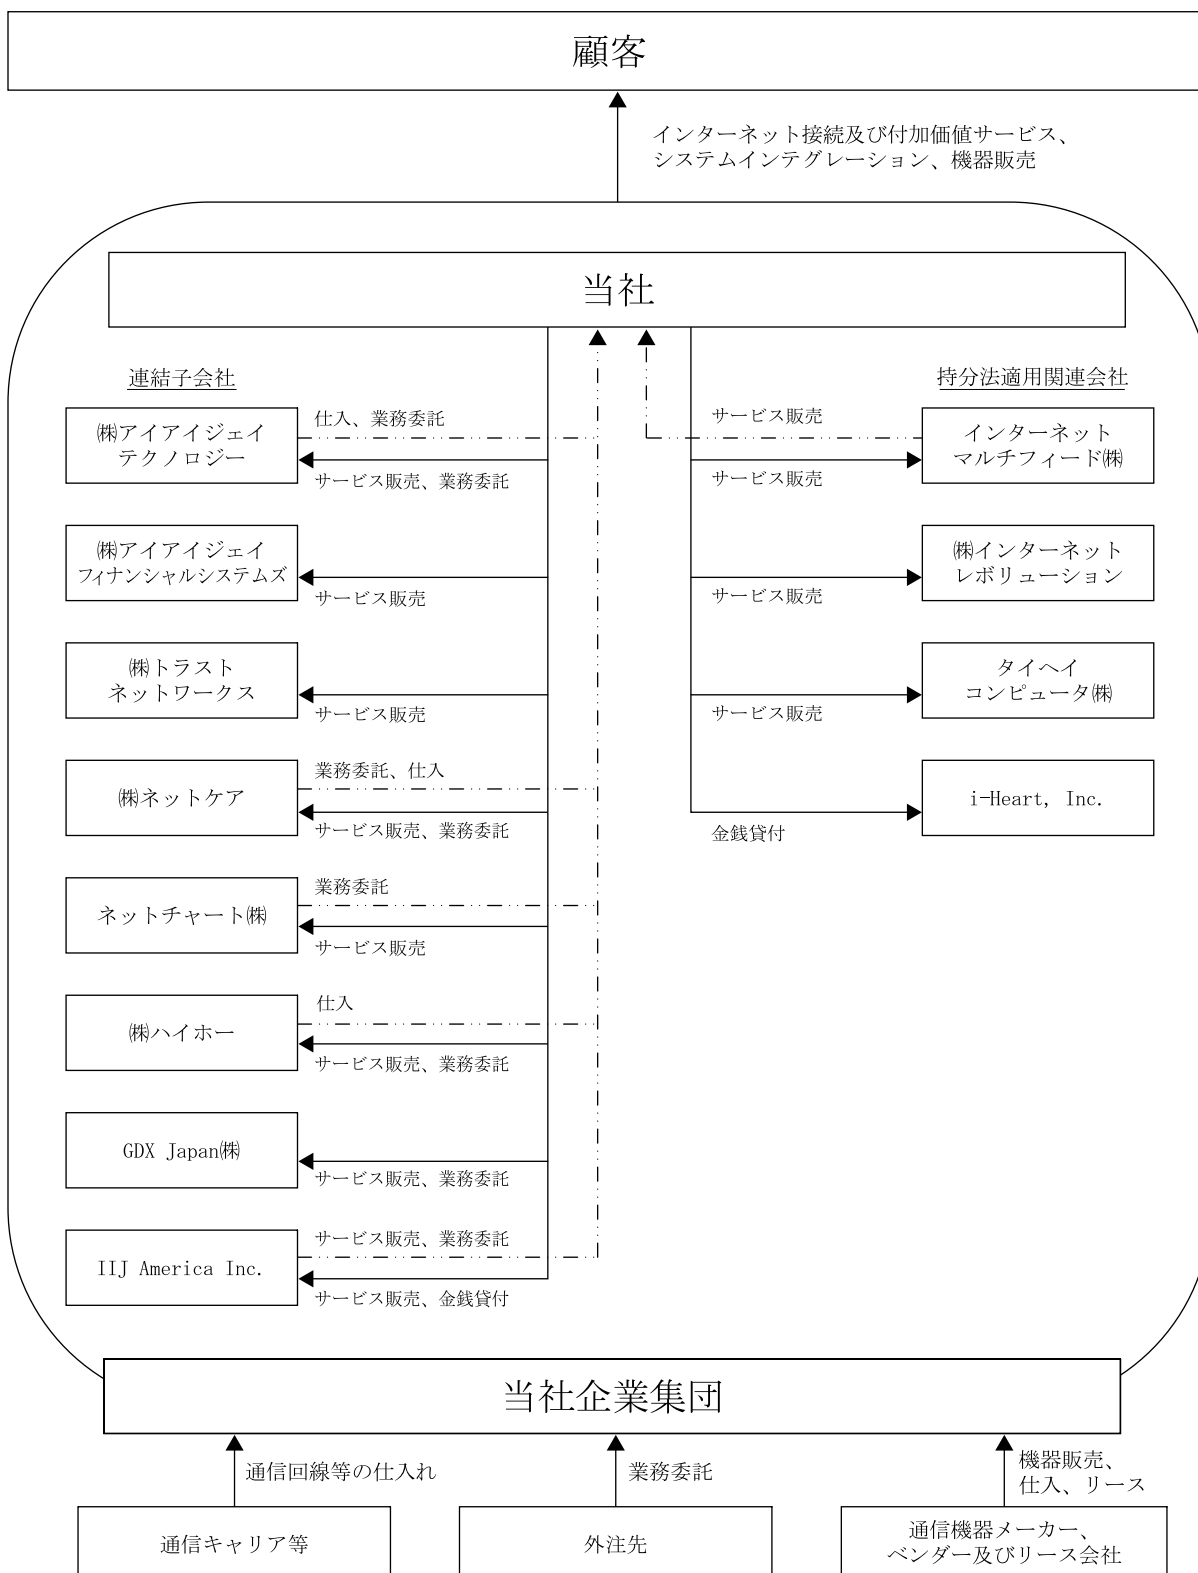 顧客
インターネット接続及び付加価値サービス、
システムインテグレーション、機器販売
当社
連結子会社
持分法適用関連会社
㈱アイアイジェイ
テクノロジー
仕入、業務委託
サービス販売、業務委託
サービス販売
サービス販売
インターネット
マルチフィード㈱
㈱アイアイジェイ
フィナンシャルシステムズ
サービス販売
サービス販売
㈱インターネット
レボリューション
㈱トラスト
ネットワークス
サービス販売
サービス販売
タイヘイ
コンピュータ㈱
㈱ネットケア
業務委託、仕入
サービス販売、業務委託
金銭貸付
i-Heart, Inc.
ネットチャート㈱
業務委託
サービス販売
㈱ハイホー
仕入
サービス販売、業務委託
GDX Japan㈱
サービス販売、業務委託
IIJ America Inc.
サービス販売、業務委託
サービス販売、金銭貸付
当社企業集団
通信回線等の仕入れ
業務委託
機器販売、
仕入、リース
通信キャリア等
外注先
通信機器メーカー、
ベンダー及びリース会社